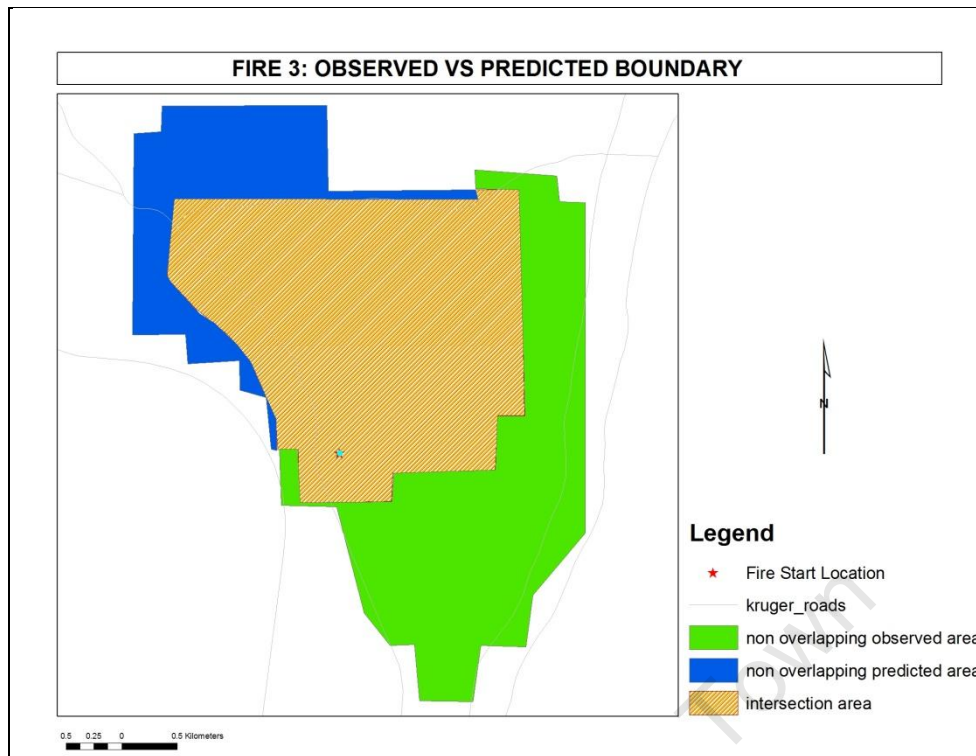 FIRE 3: OBSERVED VS PREDICTED BOUNDARY
N
Legend
Fire Start Location
kruger_roads
non overlapping observed area
non overlapping predicted area
intersection area
Town
0.5 0.25 0 0.5 Kilometers